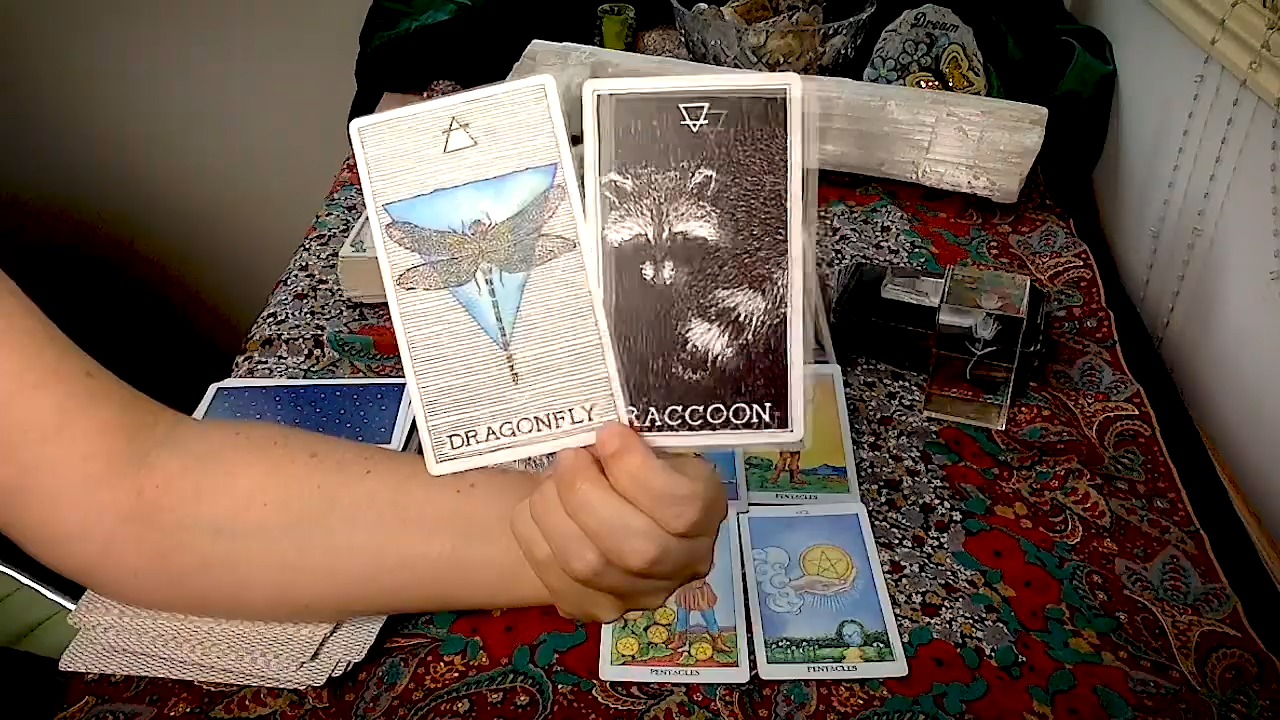 Dream
DRAGONFLY
RACCOON
PENTACLES
PENTACLES
PENTACLES